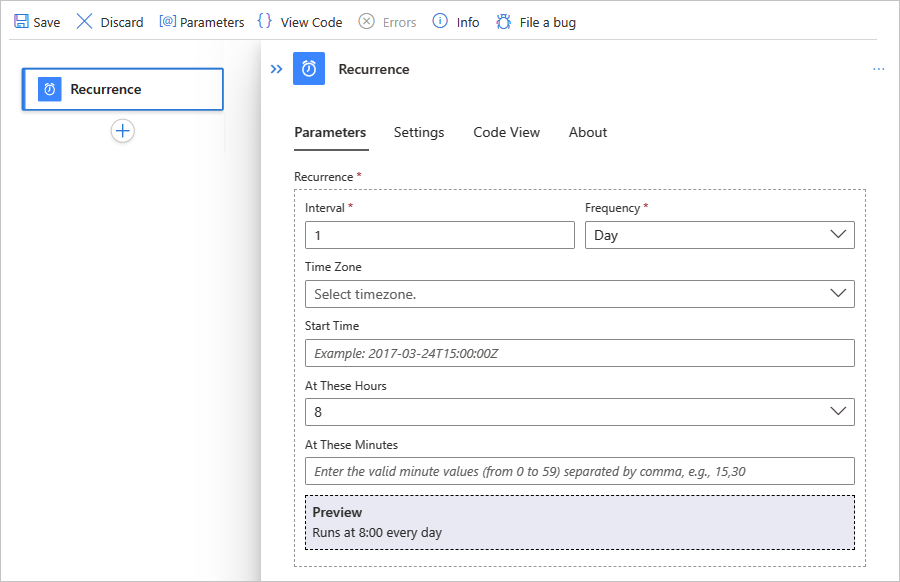 Save Discard [@] Parameters {} View Code Errors Info File a bug
Recurrence
Recurrence
Parameters Settings Code View About
Recurrence *
Interval * Frequency *
1 Day
Time Zone
Select timezone.
Start Time
Example: 2017-03-24T15:00:00Z
At These Hours
8
At These Minutes
Enter the valid minute values (from 0 to 59) separated by comma, e.g., 15,30
Preview
Runs at 8:00 every day